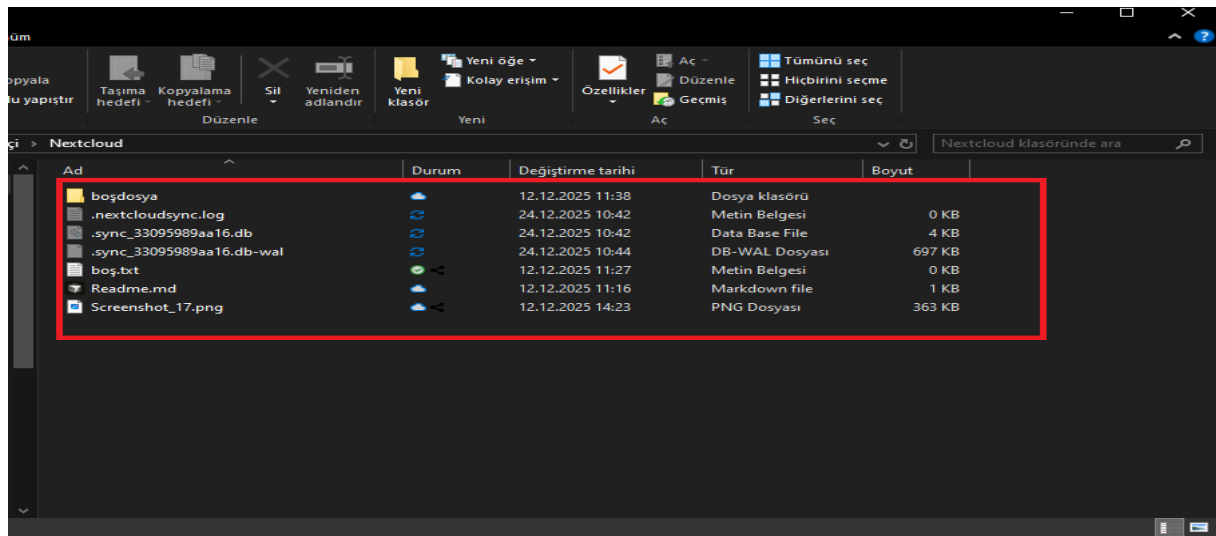 üm
opyala
lu yapıştır
Taşıma hedefi
Kopyalama hedefi
Sil
Yeniden adlandır
Yeni klasör
Yeni öğe
Kolay erişim
Özellikler
Aç
Düzenle
Geçmiş
Tümünü seç
Hiçbirini seçme
Diğerlerini seç
Düzenle
Yeni
Aç
Seç
çi > Nextcloud
Nextcloud klasöründe ara
Ad Durum Değiştirme tarihi Tür Boyut
boşdosya 12.12.2025 11:38 Dosya klasörü
.nextcloudsync.log 24.12.2025 10:42 Metin Belgesi 0 KB
.sync_33095989aa16.db 24.12.2025 10:42 Data Base File 4 KB
.sync_33095989aa16.db-wal 24.12.2025 10:44 DB-WAL Dosyası 697 KB
boş.txt 12.12.2025 11:27 Metin Belgesi 0 KB
Readme.md 12.12.2025 11:16 Markdown file 1 KB
Screenshot_17.png 12.12.2025 14:23 PNG Dosyası 363 KB